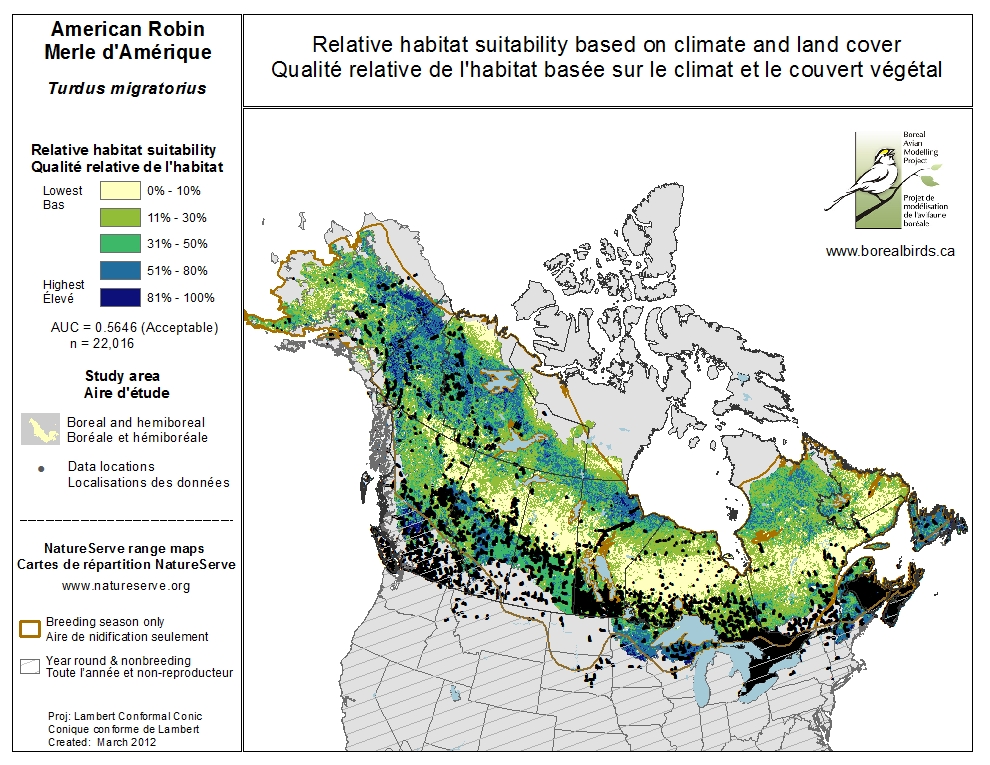 American Robin
Merle d'Amérique
Turdus migratorius
Relative habitat suitability based on climate and land cover
Qualité relative de l'habitat basée sur le climat et le couvert végétal
Relative habitat suitability
Qualité relative de l'habitat
Lowest
Bas
0% - 10%
11% - 30%
31% - 50%
51% - 80%
Highest
Élevé
81% - 100%
AUC = 0.5646 (Acceptable)
n = 22,016
Study area
Aire d'étude
Boreal and hemiboreal
Boréale et hémiboréale
Data locations
Localisations des données
NatureServe range maps
Cartes de répartition NatureServe
www.natureserve.org
Breeding season only
Aire de nidification seulement
Year round & nonbreeding
Toute l'année et non-reproducteur
Proj: Lambert Conformal Conic
Conique conforme de Lambert
Created: March 2012
Boreal
Avian
Modelling
Project
Projet de
modélisation
de l'avifaune
boréale
www.borealbirds.ca